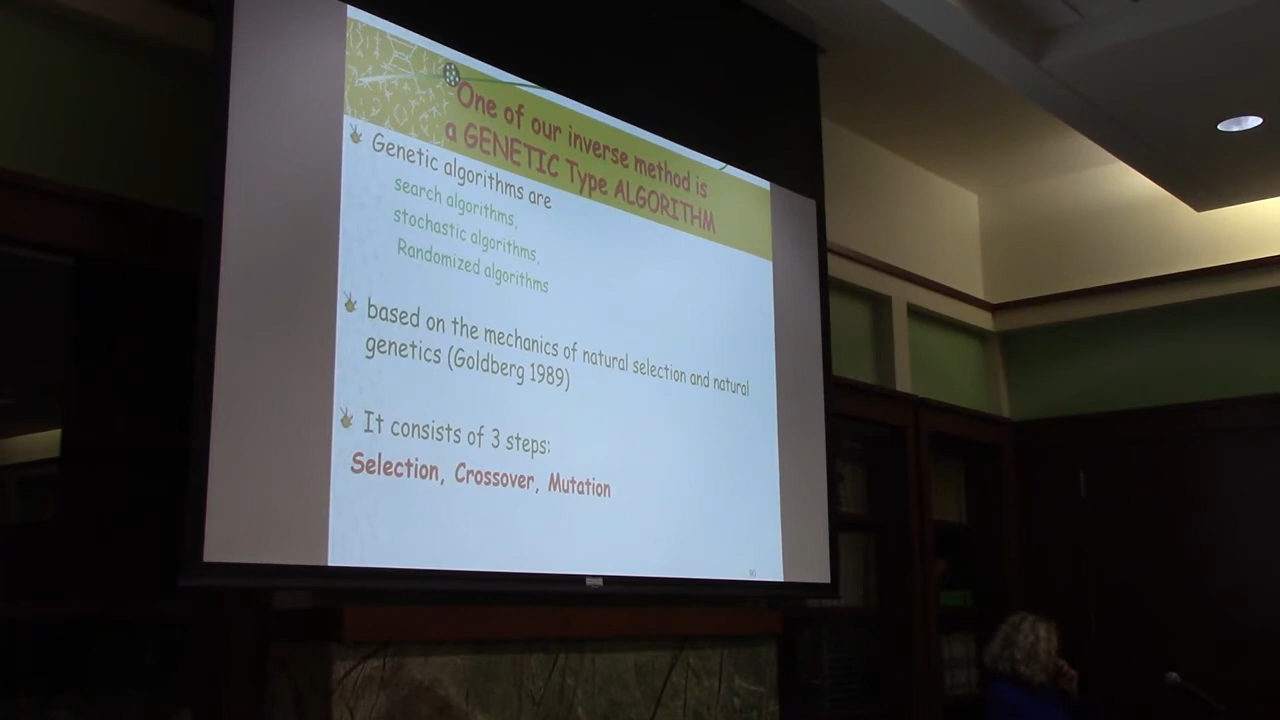 One of our inverse method is
a GENETIC Type ALGORITHM
Genetic algorithms are
search algorithms,
stochastic algorithms,
Randomized algorithms
based on the mechanics of natural selection and natural
genetics (Goldberg 1989)
It consists of 3 steps:
Selection, Crossover, Mutation